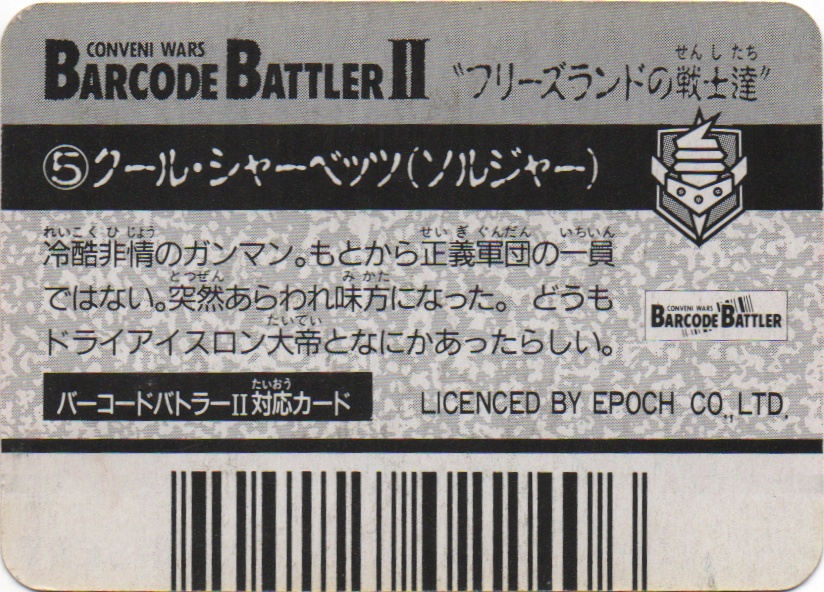 CONVENI WARS
BARCODE BATTLER II "フリーズランドの戦士達"
せんしたち
⑤クール・シャーベッツ(ソルジャー)
れいこくひじょう せいぎぐんだん いちいん
冷酷非情のガンマン。もとから正義軍団の一員
とつぜん みかた
ではない。突然あらわれ味方になった。 どうも
たいてい
ドライアイスロン大帝となにかあったらしい。
CONVENI WARS
BARCODE BATTLER
たいおう
バーコードバトラーII対応カード
LICENCED BY EPOCH CO., LTD.